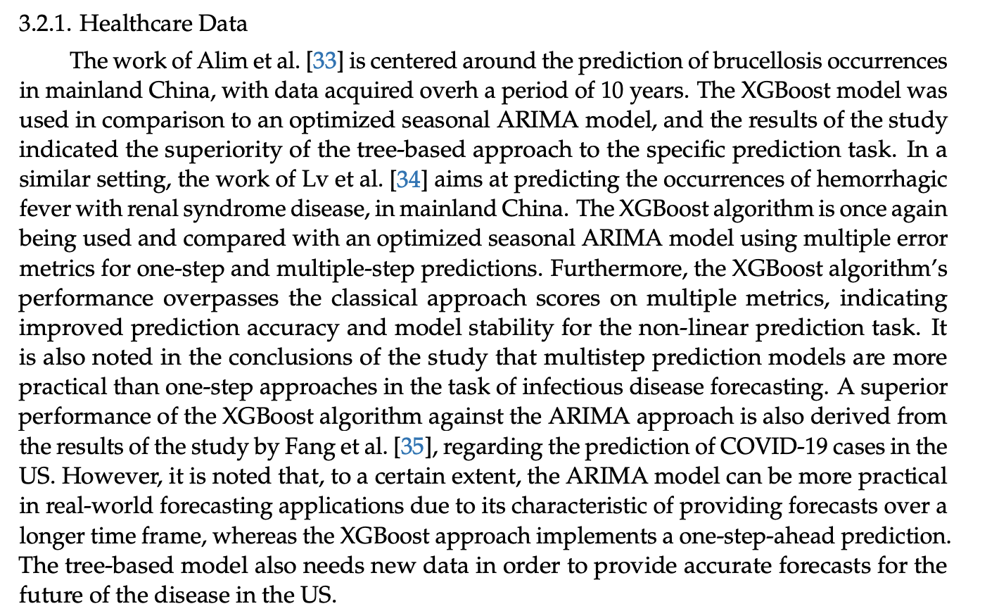 3.2.1. Healthcare Data
The work of Alim et al. [33] is centered around the prediction of brucellosis occurrences
in mainland China, with data acquired overh a period of 10 years. The XGBoost model was
used in comparison to an optimized seasonal ARIMA model, and the results of the study
indicated the superiority of the tree-based approach to the specific prediction task. In a
similar setting, the work of Lv et al. [34] aims at predicting the occurrences of hemorrhagic
fever with renal syndrome disease, in mainland China. The XGBoost algorithm is once again
being used and compared with an optimized seasonal ARIMA model using multiple error
metrics for one-step and multiple-step predictions. Furthermore, the XGBoost algorithm’s
performance overpasses the classical approach scores on multiple metrics, indicating
improved prediction accuracy and model stability for the non-linear prediction task. It
is also noted in the conclusions of the study that multistep prediction models are more
practical than one-step approaches in the task of infectious disease forecasting. A superior
performance of the XGBoost algorithm against the ARIMA approach is also derived from
the results of the study by Fang et al. [35], regarding the prediction of COVID-19 cases in the
US. However, it is noted that, to a certain extent, the ARIMA model can be more practical
in real-world forecasting applications due to its characteristic of providing forecasts over a
longer time frame, whereas the XGBoost approach implements a one-step-ahead prediction.
The tree-based model also needs new data in order to provide accurate forecasts for the
future of the disease in the US.